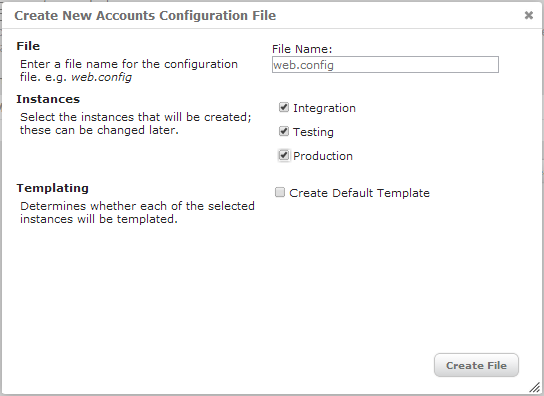 Create New Accounts Configuration File
File
Enter a file name for the configuration
file. e.g. web.config
File Name:
web.config
Instances
Select the instances that will be created;
these can be changed later.
Integration
Testing
Production
Templating
Determines whether each of the selected
instances will be templated.
Create Default Template
Create File